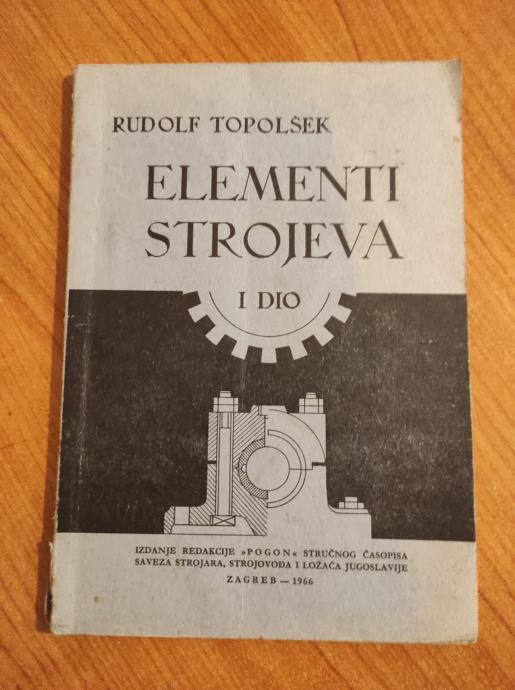 RUDOLF TOPOLŠEK
ELEMENTI
STROJEVA
I DIO
IZDANJE REDAKCIJE »POGON« STRUČNOG ČASOPISA
SAVEZA STROJARA, STROJOVOĐA I LOŽAČA JUGOSLAVIJE
ZAGREB — 1966